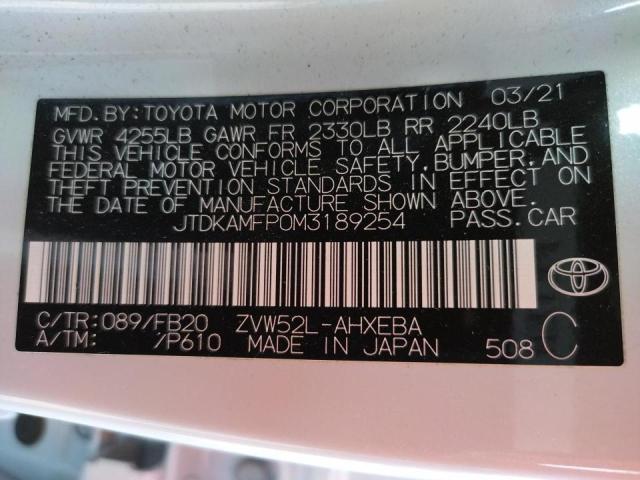 MFD.BY:TOYOTA MOTOR CORPORATION 03/21
GVWR 4255LB GAWR FR 2330LB RR 2240LB
THIS VEHICLE CONFORMS TO ALL APPLICABLE
FEDERAL MOTOR VEHICLE SAFETY,BUMPER,AND
THEFT PREVENTION STANDARDS IN EFFECT ON
THE DATE OF MANUFACTURE SHOWN ABOVE.
JTDKAMFP0M3189254 PASS.CAR
C/TR:089/FB20 ZVW52L-AHXEBA
A/TM: /P610 MADE IN JAPAN 508 C